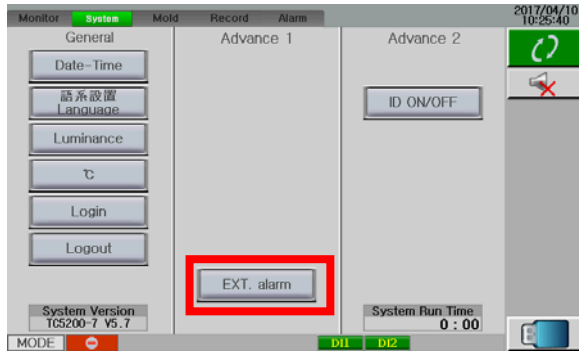 Monitor System Mold Record Alarm
2017/04/10
10:25:40
General
Date-Time
語系設置
Language
Luminance
℃
Login
Logout
System Version
TC5200-7 V5.7
Advance 1
EXT. alarm
Advance 2
ID ON/OFF
System Run Time
0 : 00
MODE
DI1 DI2